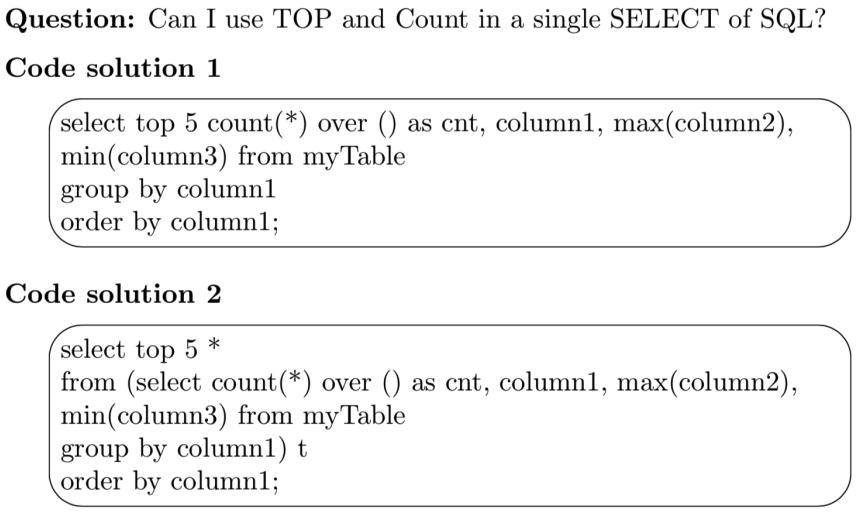 Question: Can I use TOP and Count in a single SELECT of SQL?
Code solution 1
select top 5 count(*) over () as cnt, column1, max(column2),
min(column3) from myTable
group by column1
order by column1;
Code solution 2
select top 5 *
from (select count(*) over () as cnt, column1, max(column2),
min(column3) from myTable
group by column1) t
order by column1;